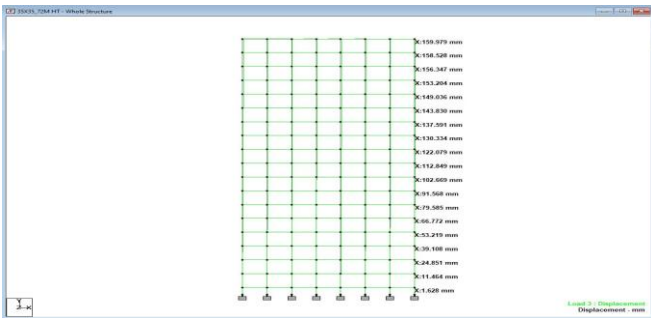 35X35_72M HT - Whole Structure
X:159.979 mm
X:158.528 mm
X:156.347 mm
X:153.204 mm
X:149.036 mm
X:143.830 mm
X:137.591 mm
X:130.334 mm
X:122.079 mm
X:112.849 mm
X:102.669 mm
X:91.568 mm
X:79.585 mm
X:66.772 mm
X:53.219 mm
X:39.108 mm
X:24.851 mm
X:11.464 mm
X:1.628 mm
Y
X
Load 3 : Displacement
Displacement - mm